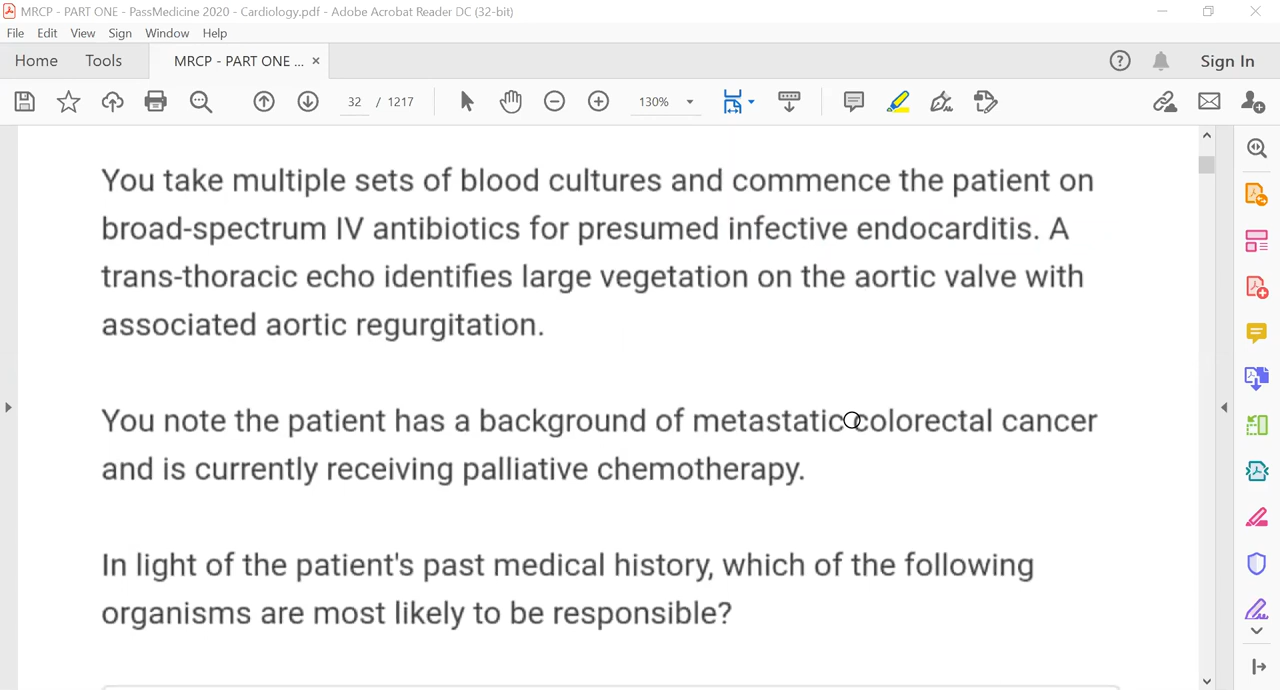 MRCP - PART ONE - PassMedicine 2020 - Cardiology.pdf - Adobe Acrobat Reader DC (32-bit)
File Edit View Sign Window Help
Home Tools MRCP - PART ONE ... × Sign In
32 / 1217 130%
You take multiple sets of blood cultures and commence the patient on
broad-spectrum IV antibiotics for presumed infective endocarditis. A
trans-thoracic echo identifies large vegetation on the aortic valve with
associated aortic regurgitation.
You note the patient has a background of metastatic colorectal cancer
and is currently receiving palliative chemotherapy.
In light of the patient's past medical history, which of the following
organisms are most likely to be responsible?